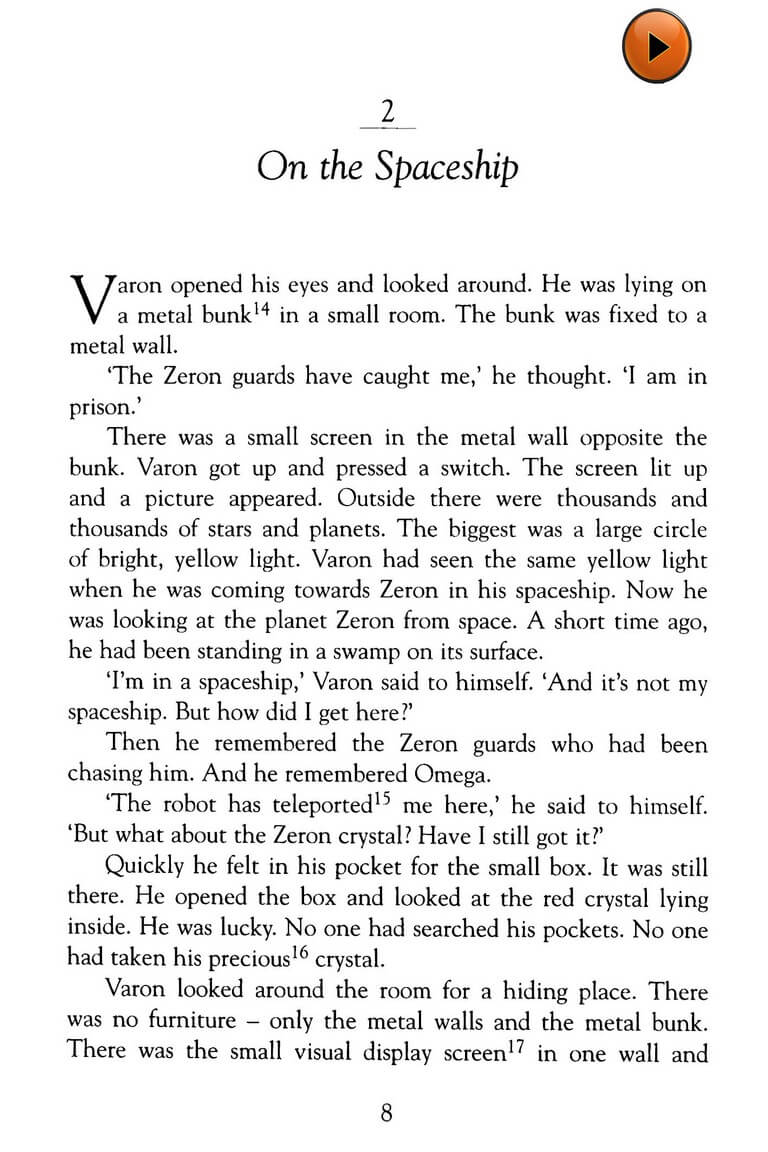 2
On the Spaceship
Varon opened his eyes and looked around. He was lying on
a metal bunk14 in a small room. The bunk was fixed to a
metal wall.
‘The Zeron guards have caught me,’ he thought. ‘I am in
prison.’
There was a small screen in the metal wall opposite the
bunk. Varon got up and pressed a switch. The screen lit up
and a picture appeared. Outside there were thousands and
thousands of stars and planets. The biggest was a large circle
of bright, yellow light. Varon had seen the same yellow light
when he was coming towards Zeron in his spaceship. Now he
was looking at the planet Zeron from space. A short time ago,
he had been standing in a swamp on its surface.
‘I’m in a spaceship,’ Varon said to himself. ‘And it’s not my
spaceship. But how did I get here?’
Then he remembered the Zeron guards who had been
chasing him. And he remembered Omega.
‘The robot has teleported15 me here,’ he said to himself.
‘But what about the Zeron crystal? Have I still got it?’
Quickly he felt in his pocket for the small box. It was still
there. He opened the box and looked at the red crystal lying
inside. He was lucky. No one had searched his pockets. No one
had taken his precious16 crystal.
Varon looked around the room for a hiding place. There
was no furniture – only the metal walls and the metal bunk.
There was the small visual display screen17 in one wall and
8